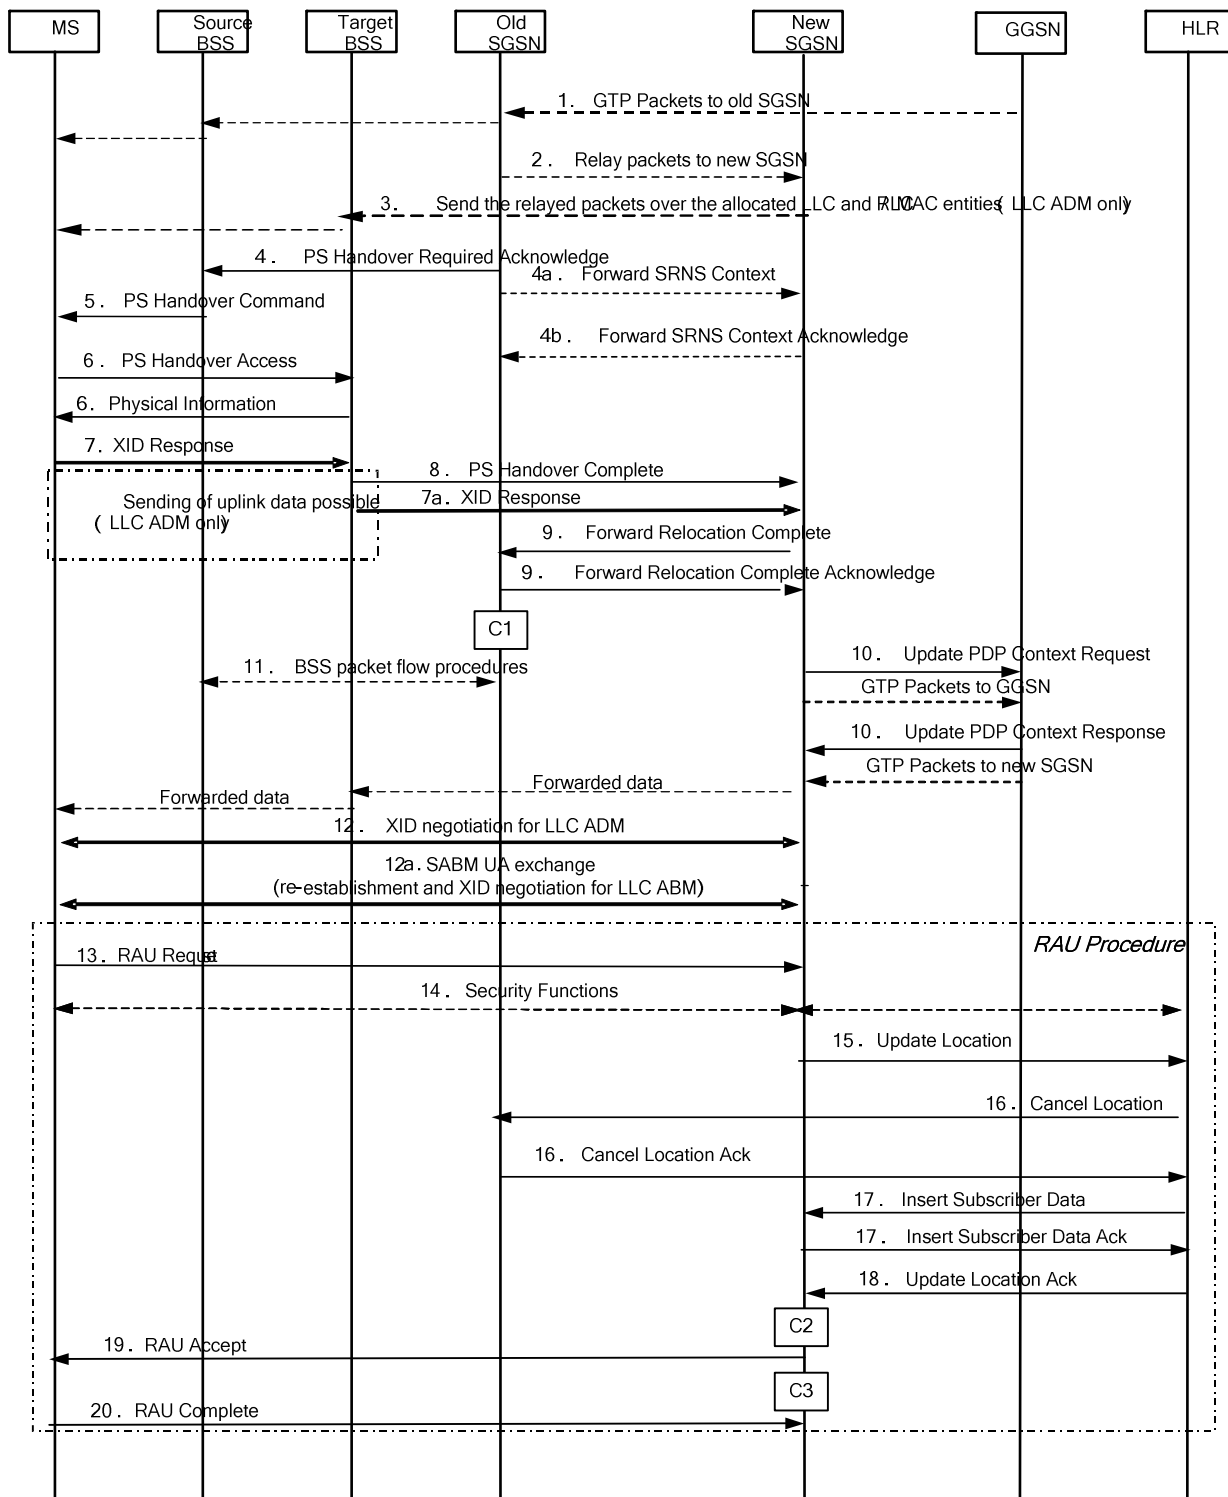 MS
Source
BSS
Target
BSS
Old
SGSN
New
SGSN
GGSN
HLR
1. GTP Packets to old SGSN
2. Relay packets to new SGSN
3. Send the relayed packets over the allocated LLC and RLC/MAC entities (LLC ADM only)
4. PS Handover Required Acknowledge
4a. Forward SRNS Context
5. PS Handover Command
4b. Forward SRNS Context Acknowledge
6. PS Handover Access
6. Physical Information
7. XID Response
8. PS Handover Complete
Sending of uplink data possible
(LLC ADM only)
7a. XID Response
9. Forward Relocation Complete
9. Forward Relocation Complete Acknowledge
C1
11. BSS packet flow procedures
10. Update PDP Context Request
GTP Packets to GGSN
10. Update PDP Context Response
GTP Packets to new SGSN
Forwarded data
Forwarded data
12. XID negotiation for LLC ADM
12a. SABM UA exchange
(re-establishment and XID negotiation for LLC ABM)
RAU Procedure
13. RAU Request
14. Security Functions
15. Update Location
16. Cancel Location
16. Cancel Location Ack
17. Insert Subscriber Data
17. Insert Subscriber Data Ack
18. Update Location Ack
C2
19. RAU Accept
C3
20. RAU Complete